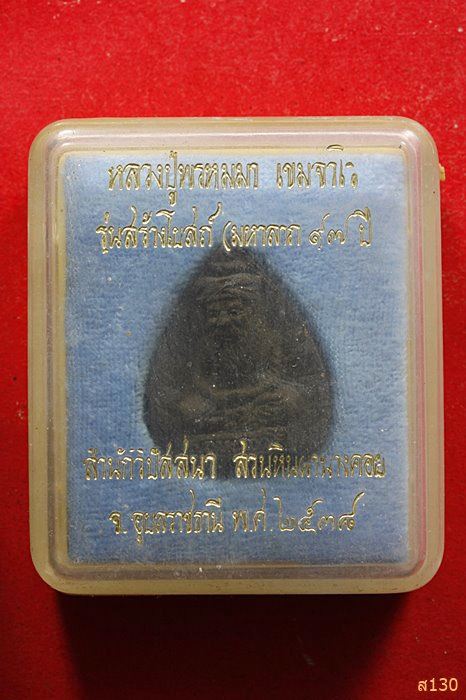 หลวงปู่พรหมมา เขมจาโร
รุ่นสร้างโบสถ์ (มหาลาภ ๙๗ ปี
สำนักวิปัสสนา สวนหินผานางคอย
จ.อุบลราชธานี พ.ศ.๒๕๓๘
ส130